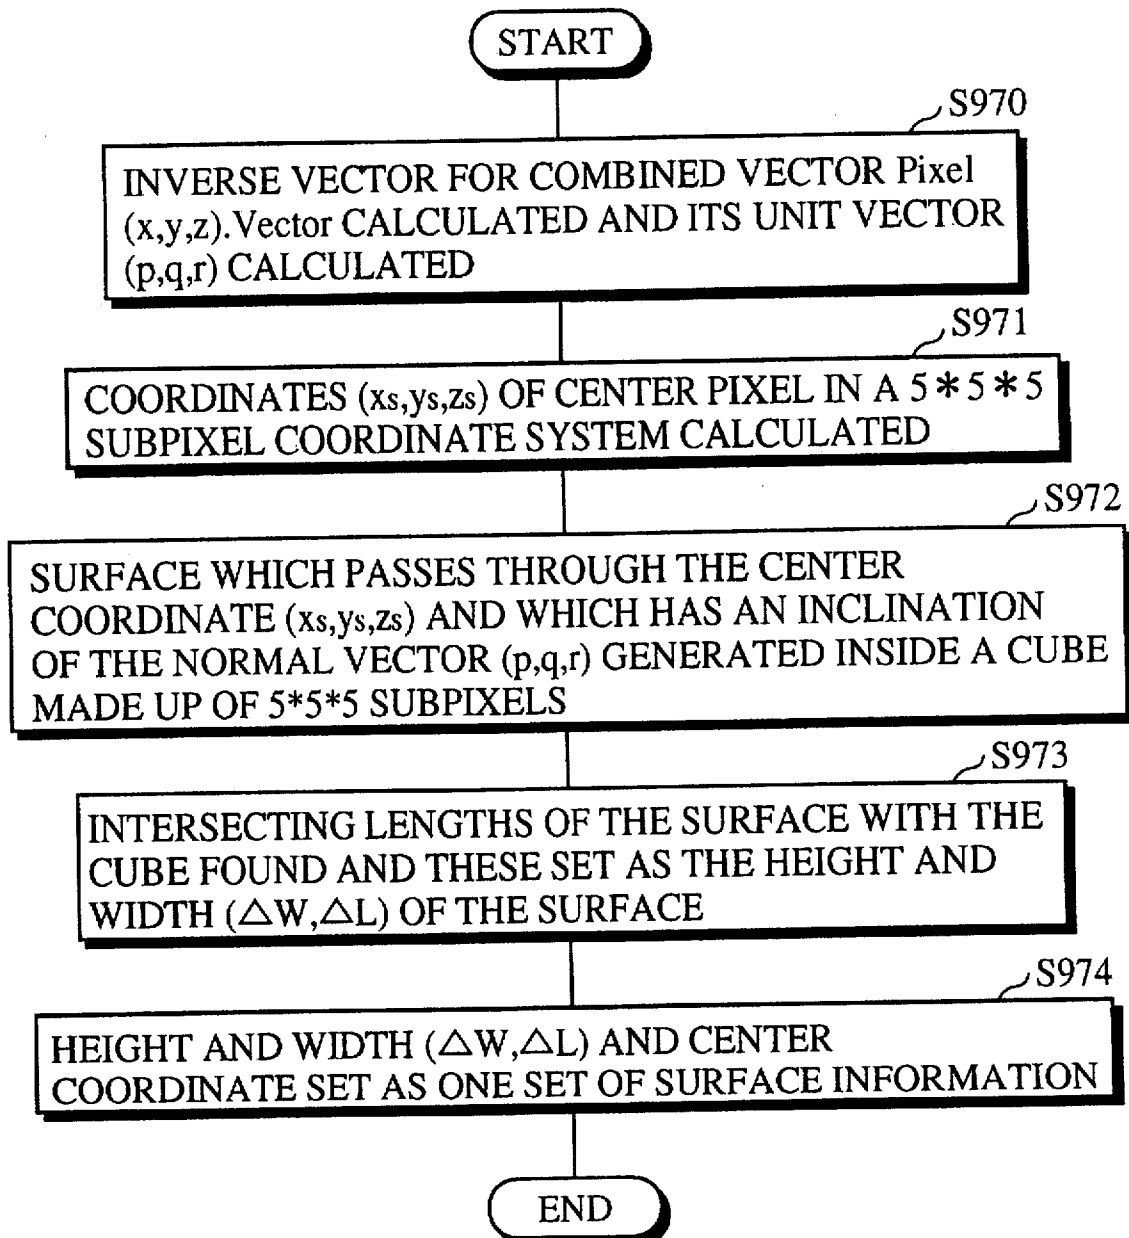 START
S970
INVERSE VECTOR FOR COMBINED VECTOR Pixel
(x,y,z).Vector CALCULATED AND ITS UNIT VECTOR
(p,q,r) CALCULATED
S971
COORDINATES (xs,ys,zs) OF CENTER PIXEL IN A 5*5*5
SUBPIXEL COORDINATE SYSTEM CALCULATED
S972
SURFACE WHICH PASSES THROUGH THE CENTER
COORDINATE (xs,ys,zs) AND WHICH HAS AN INCLINATION
OF THE NORMAL VECTOR (p,q,r) GENERATED INSIDE A CUBE
MADE UP OF 5*5*5 SUBPIXELS
S973
INTERSECTING LENGTHS OF THE SURFACE WITH THE
CUBE FOUND AND THESE SET AS THE HEIGHT AND
WIDTH (△W,△L) OF THE SURFACE
S974
HEIGHT AND WIDTH (△W,△L) AND CENTER
COORDINATE SET AS ONE SET OF SURFACE INFORMATION
END